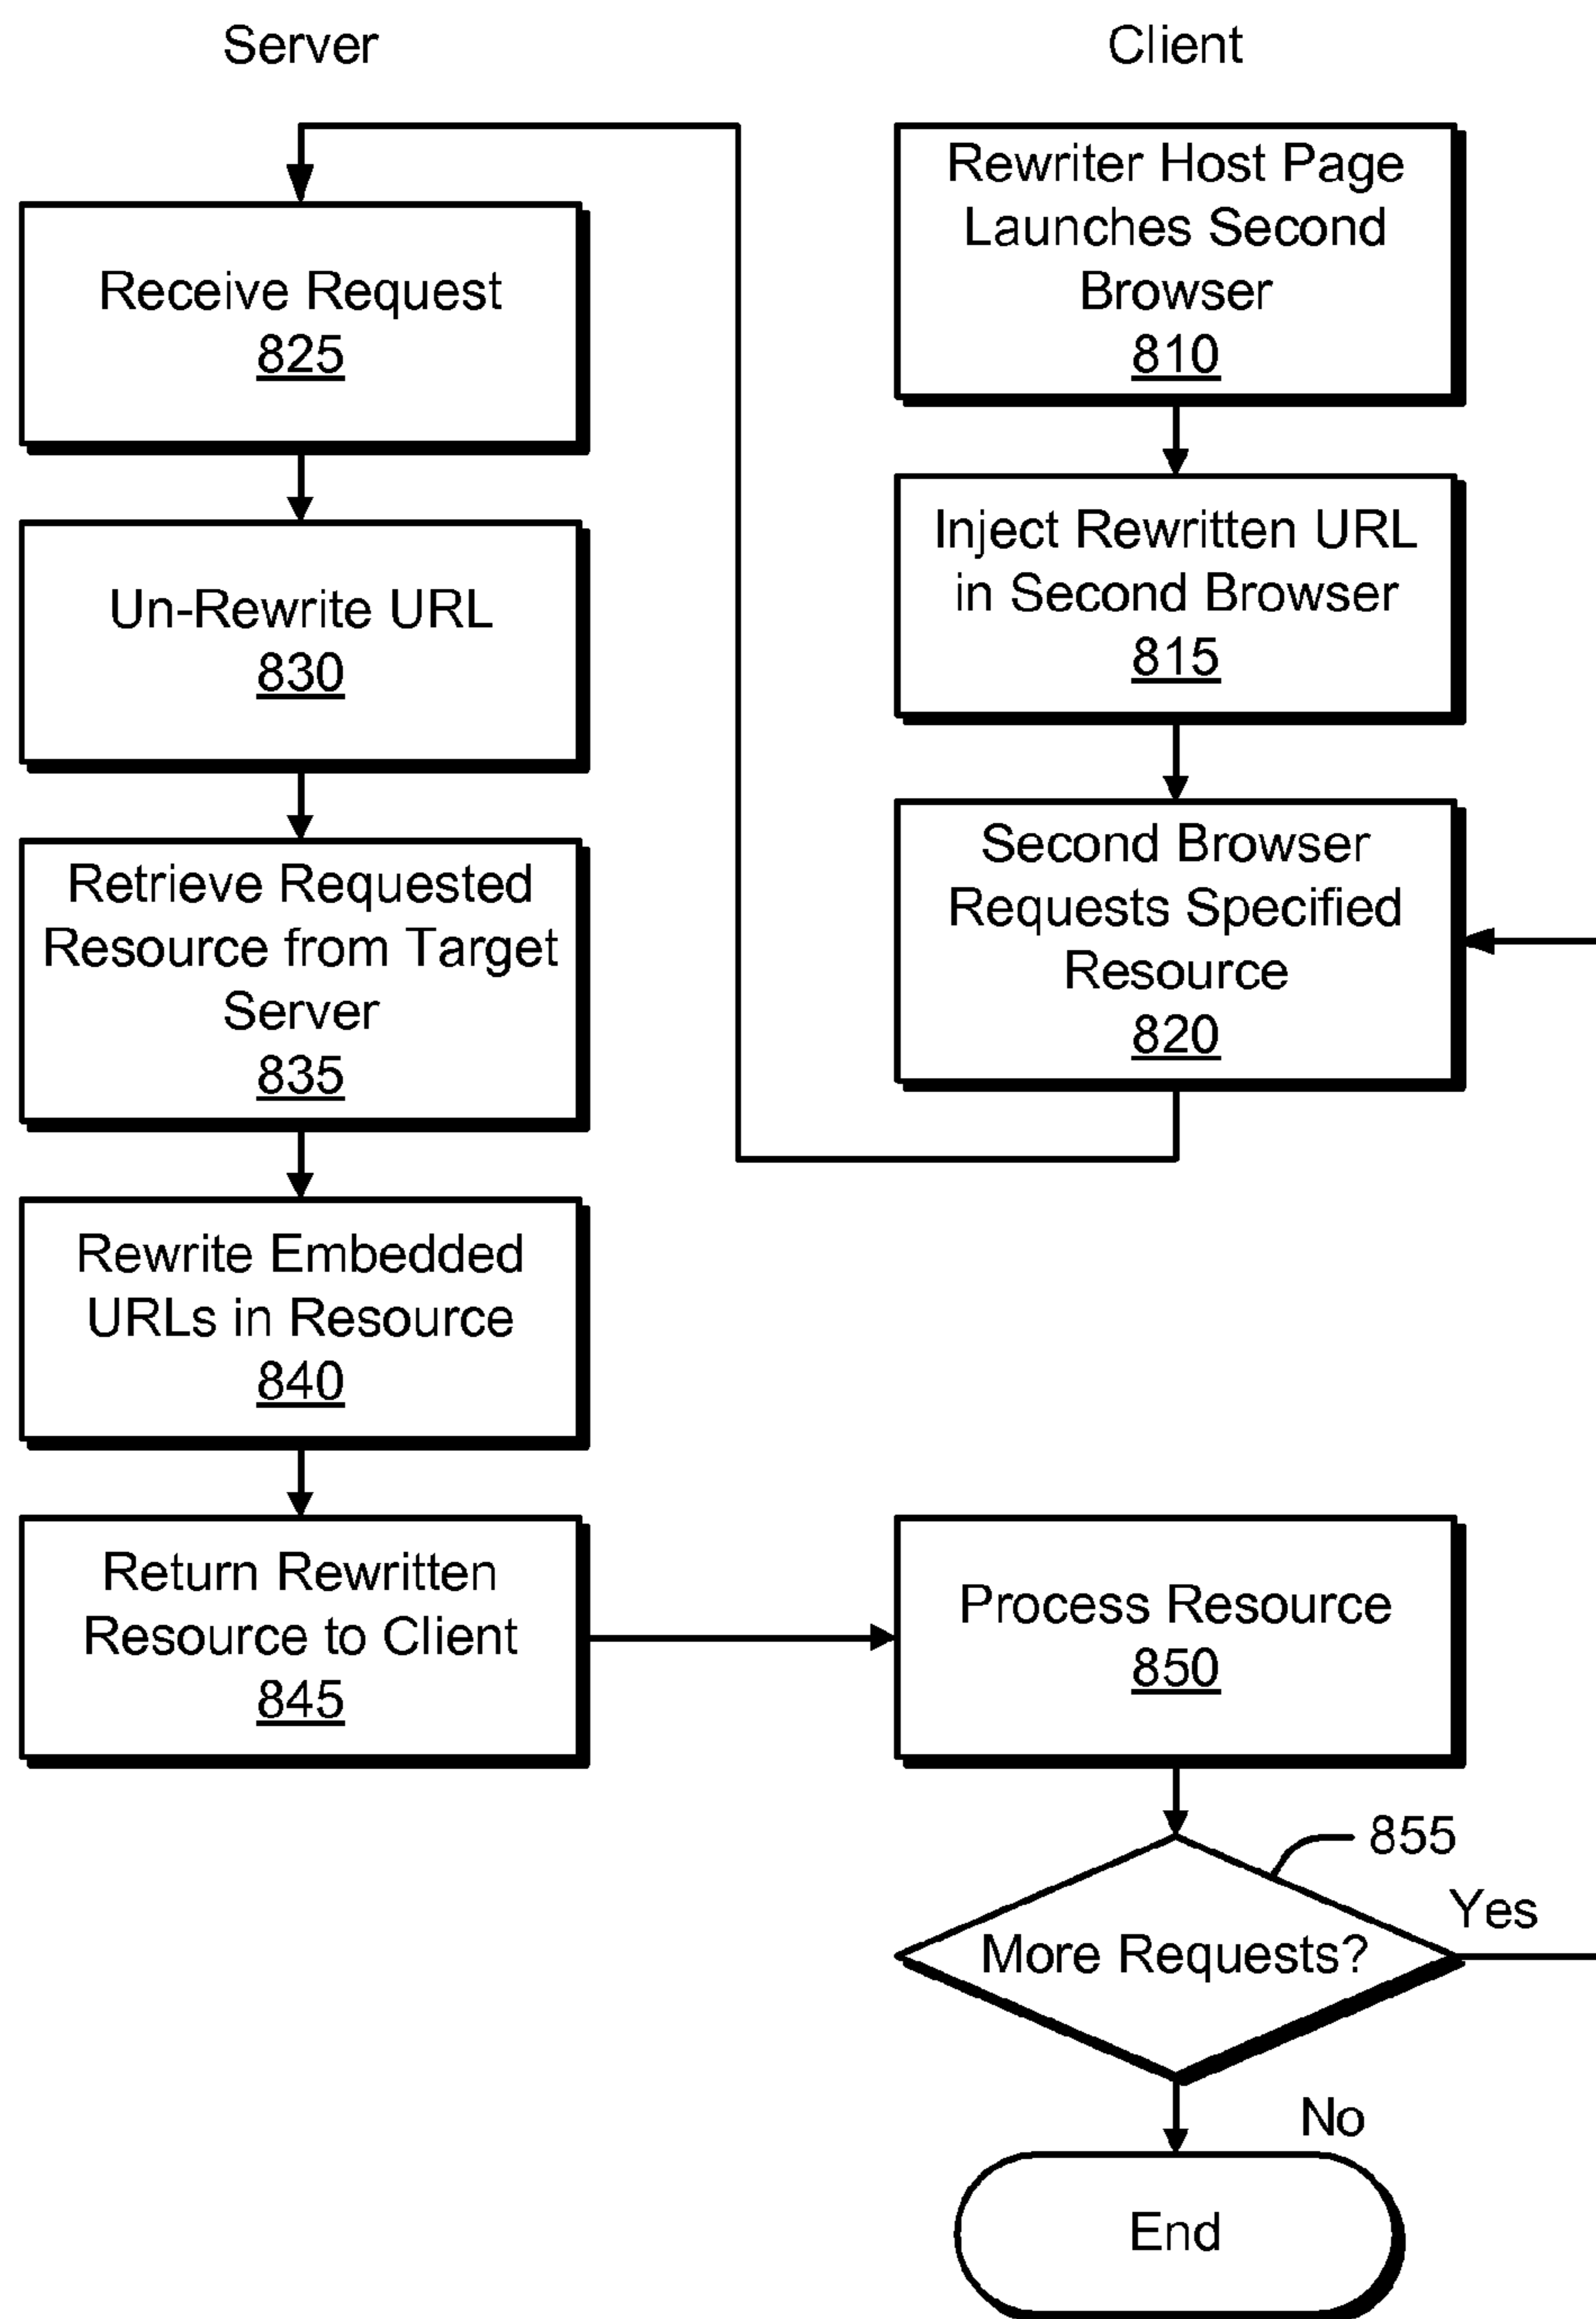 Server
Client
Rewriter Host Page
Launches Second
Browser
810
Inject Rewritten URL
in Second Browser
815
Second Browser
Requests Specified
Resource
820
Receive Request
825
Un-Rewrite URL
830
Retrieve Requested
Resource from Target
Server
835
Rewrite Embedded
URLs in Resource
840
Return Rewritten
Resource to Client
845
Process Resource
850
855
More Requests?
Yes
No
End